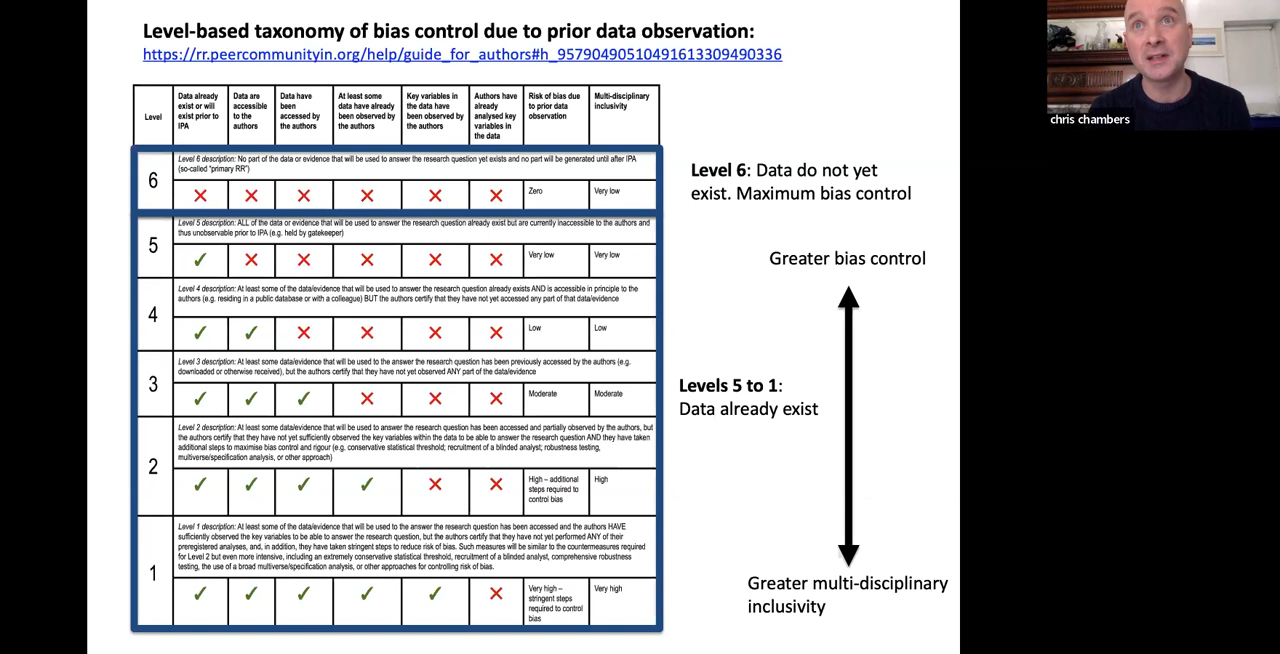 Level-based taxonomy of bias control due to prior data observation:
https://rr.peercommunityin.org/help/guide_for_authors#h_95790490510491613309490336
Level
Data already
exist or will
exist prior to
IPA
Data are
accessible
to the
authors
Data have
been
accessed by
the authors
At least some
data have already
been observed by
the authors
Key variables in
the data have
been observed by
the authors
Authors have
already
analysed key
variables in
the data
Risk of bias due
to prior data
observation
Multi-disciplinary
inclusivity
6
Level 6 description: No part of the data or evidence that will be used to answer the research question yet exists and no part will be generated until after IPA
(so-called “primary RR”)
✕ ✕ ✕ ✕ ✕ ✕ Zero Very low
5
Level 5 description: ALL of the data or evidence that will be used to answer the research question already exist but are currently inaccessible to the authors and
thus unobservable prior to IPA (e.g. held by gatekeeper)
✓ ✕ ✕ ✕ ✕ ✕ Very low Very low
4
Level 4 description: At least some of the data/evidence that will be used to answer the research question already exists AND is accessible in principle to the
authors (e.g. residing in a public database or with a colleague) BUT the authors certify that they have not yet accessed any part of that data/evidence
✓ ✓ ✕ ✕ ✕ ✕ Low Low
3
Level 3 description: At least some data/evidence that will be used to the answer the research question has been previously accessed by the authors (e.g.
downloaded or otherwise received), but the authors certify that they have not yet observed ANY part of the data/evidence
✓ ✓ ✓ ✕ ✕ ✕ Moderate Moderate
2
Level 2 description: At least some data/evidence that will be used to answer the research question has been accessed and partially observed by the authors, but
the authors certify that they have not yet sufficiently observed the key variables within the data to be able to answer the research question AND they have taken
additional steps to maximise bias control and rigour (e.g. conservative statistical threshold; recruitment of a blinded analyst; robustness testing,
multiverse/specification analysis, or other approach)
✓ ✓ ✓ ✓ ✕ ✕
High – additional
steps required to
control bias
High
1
Level 1 description: At least some of the data/evidence that will be used to the answer the research question has been accessed and the authors HAVE
sufficiently observed the key variables to be able to answer the research question, but the authors certify that they have not yet performed ANY of their
preregistered analyses, and, in addition, they have taken stringent steps to reduce risk of bias. Such measures will be similar to the countermeasures required
for Level 2 but even more intensive, including an extremely conservative statistical threshold, recruitment of a blinded analyst, comprehensive robustness
testing, the use of a broad multiverse/specification analysis, or other approaches for controlling risk of bias.
✓ ✓ ✓ ✓ ✓ ✕
Very high –
stringent steps
required to control
bias
Very high
Level 6: Data do not yet
exist. Maximum bias control
Greater bias control
Levels 5 to 1:
Data already exist
Greater multi-disciplinary
inclusivity
chris chambers